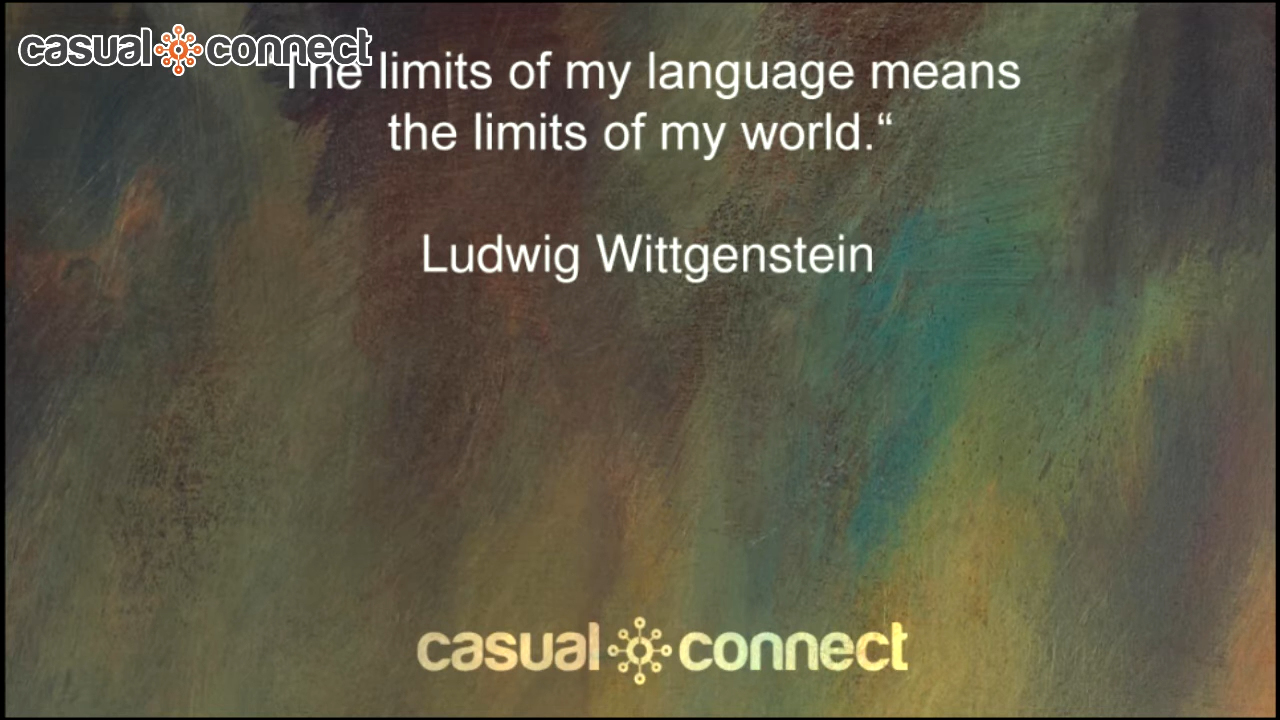 casual connect
The limits of my language means
the limits of my world.“
Ludwig Wittgenstein
casual connect